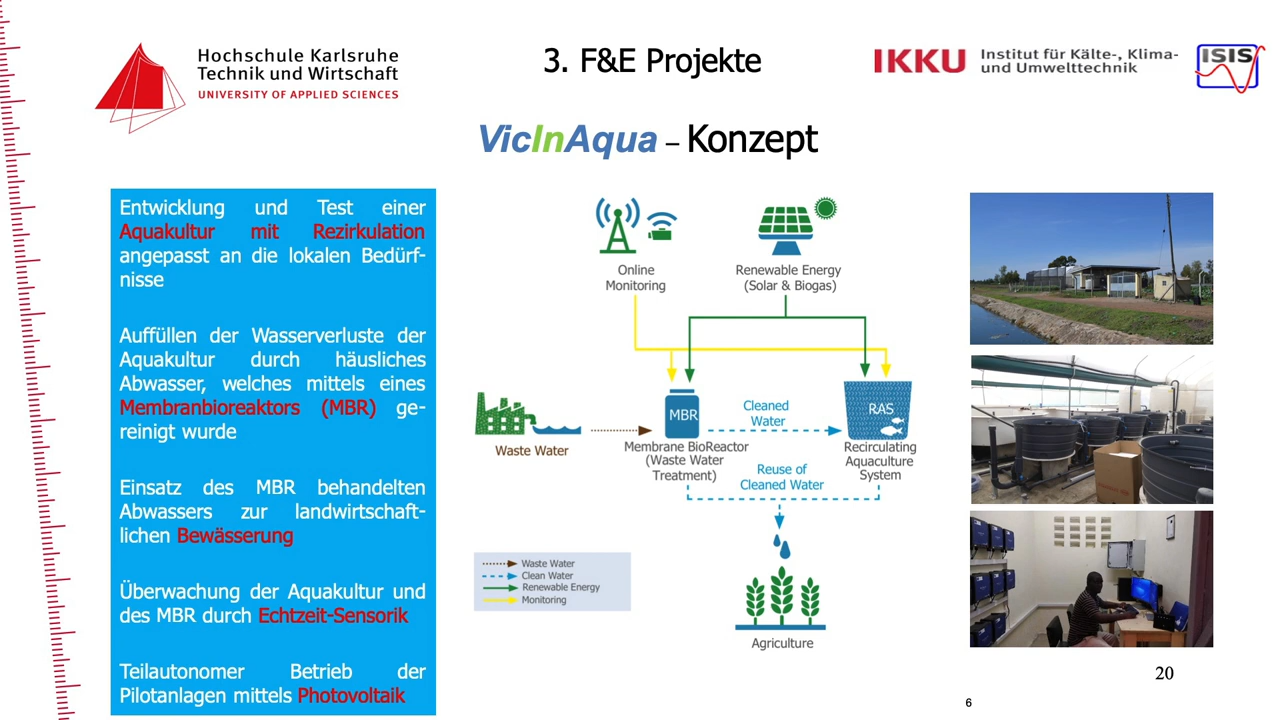 Hochschule Karlsruhe
Technik und Wirtschaft
UNIVERSITY OF APPLIED SCIENCES
3. F&E Projekte
IKKU
Institut für Kälte-, Klima-
und Umwelttechnik
ISIS
VicInAqua – Konzept
Entwicklung und Test einer
Aquakultur mit Rezirkulation
angepasst an die lokalen Bedürf-
nisse
Auffüllen der Wasserverluste der
Aquakultur durch häusliches
Abwasser, welches mittels eines
Membranbioreaktors (MBR) ge-
reinigt wurde
Einsatz des MBR behandelten
Abwassers zur landwirtschaft-
lichen Bewässerung
Überwachung der Aquakultur und
des MBR durch Echtzeit-Sensorik
Teilautonomer Betrieb der
Pilotanlagen mittels Photovoltaik
Online
Monitoring
Renewable Energy
(Solar & Biogas)
Waste Water
MBR
Membrane BioReactor
(Waste Water
Treatment)
Cleaned
Water
RAS
Recirculating
Aquaculture
System
Reuse of
Cleaned Water
Agriculture
Waste Water
Clean Water
Renewable Energy
Monitoring
20
6